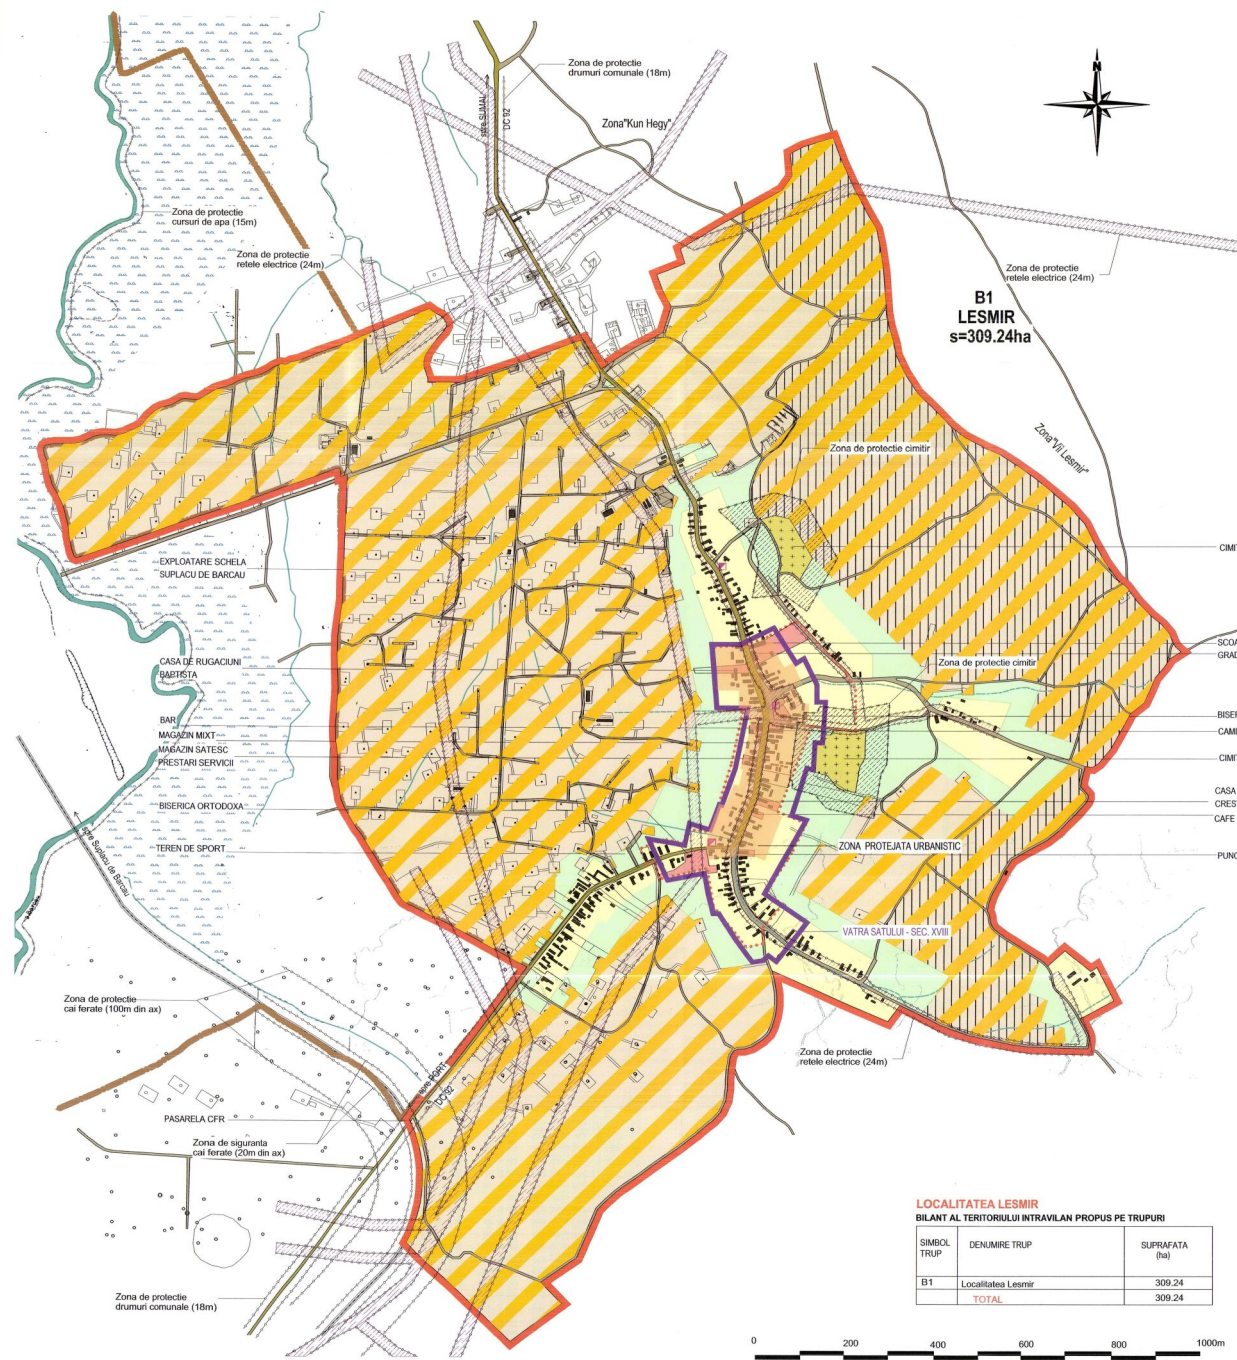 Zona de protectie
drumuri comunale (18m)
N
spre SUMAL
DC 92
Zona"Kun Hegy"
Zona de protectie
cursuri de apa (15m)
Zona de protectie
retele electrice (24m)
Zona de protectie
retele electrice (24m)
B1
LESMIR
s=309.24ha
Zona"Vii Lesmir"
Zona de protectie cimitir
CIMI
EXPLOATARE SCHELA
SUPLACU DE BARCAU
SCOA
GRAD
CASA DE RUGACIUNI
BAPTISTA
Zona de protectie cimitir
BAR
BISER
MAGAZIN MIXT
CAMI
MAGAZIN SATESC
PRESTARI SERVICII
CIMIT
CASA
CREST
BISERICA ORTODOXA
CAFE
TEREN DE SPORT
ZONA PROTEJATA URBANISTIC
PUNC
spre Suplacu de Barcau
VATRA SATULUI - SEC. XVIII
Zona de protectie
cai ferate (100m din ax)
Zona de protectie
retele electrice (24m)
spre PORT
DC 92
PASARELA CFR
Zona de siguranta
cai ferate (20m din ax)
Zona de protectie
drumuri comunale (18m)
LOCALITATEA LESMIR
BILANT AL TERITORIULUI INTRAVILAN PROPUS PE TRUPURI
SIMBOL TRUP DENUMIRE TRUP SUPRAFATA (ha)
B1 Localitatea Lesmir 309.24
TOTAL 309.24
0 200 400 600 800 1000m